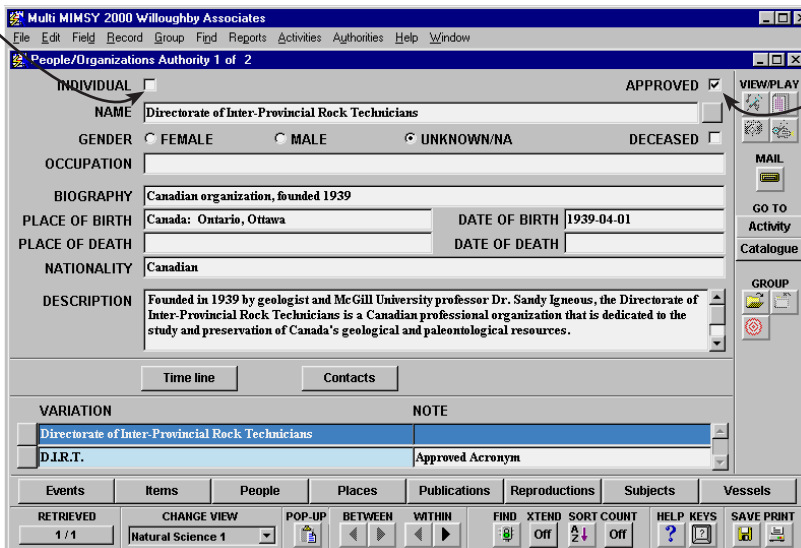 Multi MIMSY 2000 Willoughby Associates
File Edit Field Record Group Find Reports Activities Authorities Help Window
People/Organizations Authority 1 of 2
INDIVIDUAL APPROVED VIEW/PLAY
NAME Directorate of Inter-Provincial Rock Technicians
GENDER FEMALE MALE UNKNOWN/NA DECEASED
OCCUPATION
MAIL
BIOGRAPHY Canadian organization, founded 1939
GO TO
PLACE OF BIRTH Canada: Ontario, Ottawa DATE OF BIRTH 1939-04-01
Activity
PLACE OF DEATH DATE OF DEATH
Catalogue
NATIONALITY Canadian
GROUP
DESCRIPTION Founded in 1939 by geologist and McGill University professor Dr. Sandy Igneous, the Directorate of
Inter-Provincial Rock Technicians is a Canadian professional organization that is dedicated to the
study and preservation of Canada's geological and paleontological resources.
Time line Contacts
VARIATION NOTE
Directorate of Inter-Provincial Rock Technicians
D.I.R.T. Approved Acronym
Events Items People Places Publications Reproductions Subjects Vessels
RETRIEVED CHANGE VIEW POP-UP BETWEEN WITHIN FIND XTEND SORT COUNT HELP KEYS SAVE PRINT
1 / 1 Natural Science 1 Off A Z Off ? ?